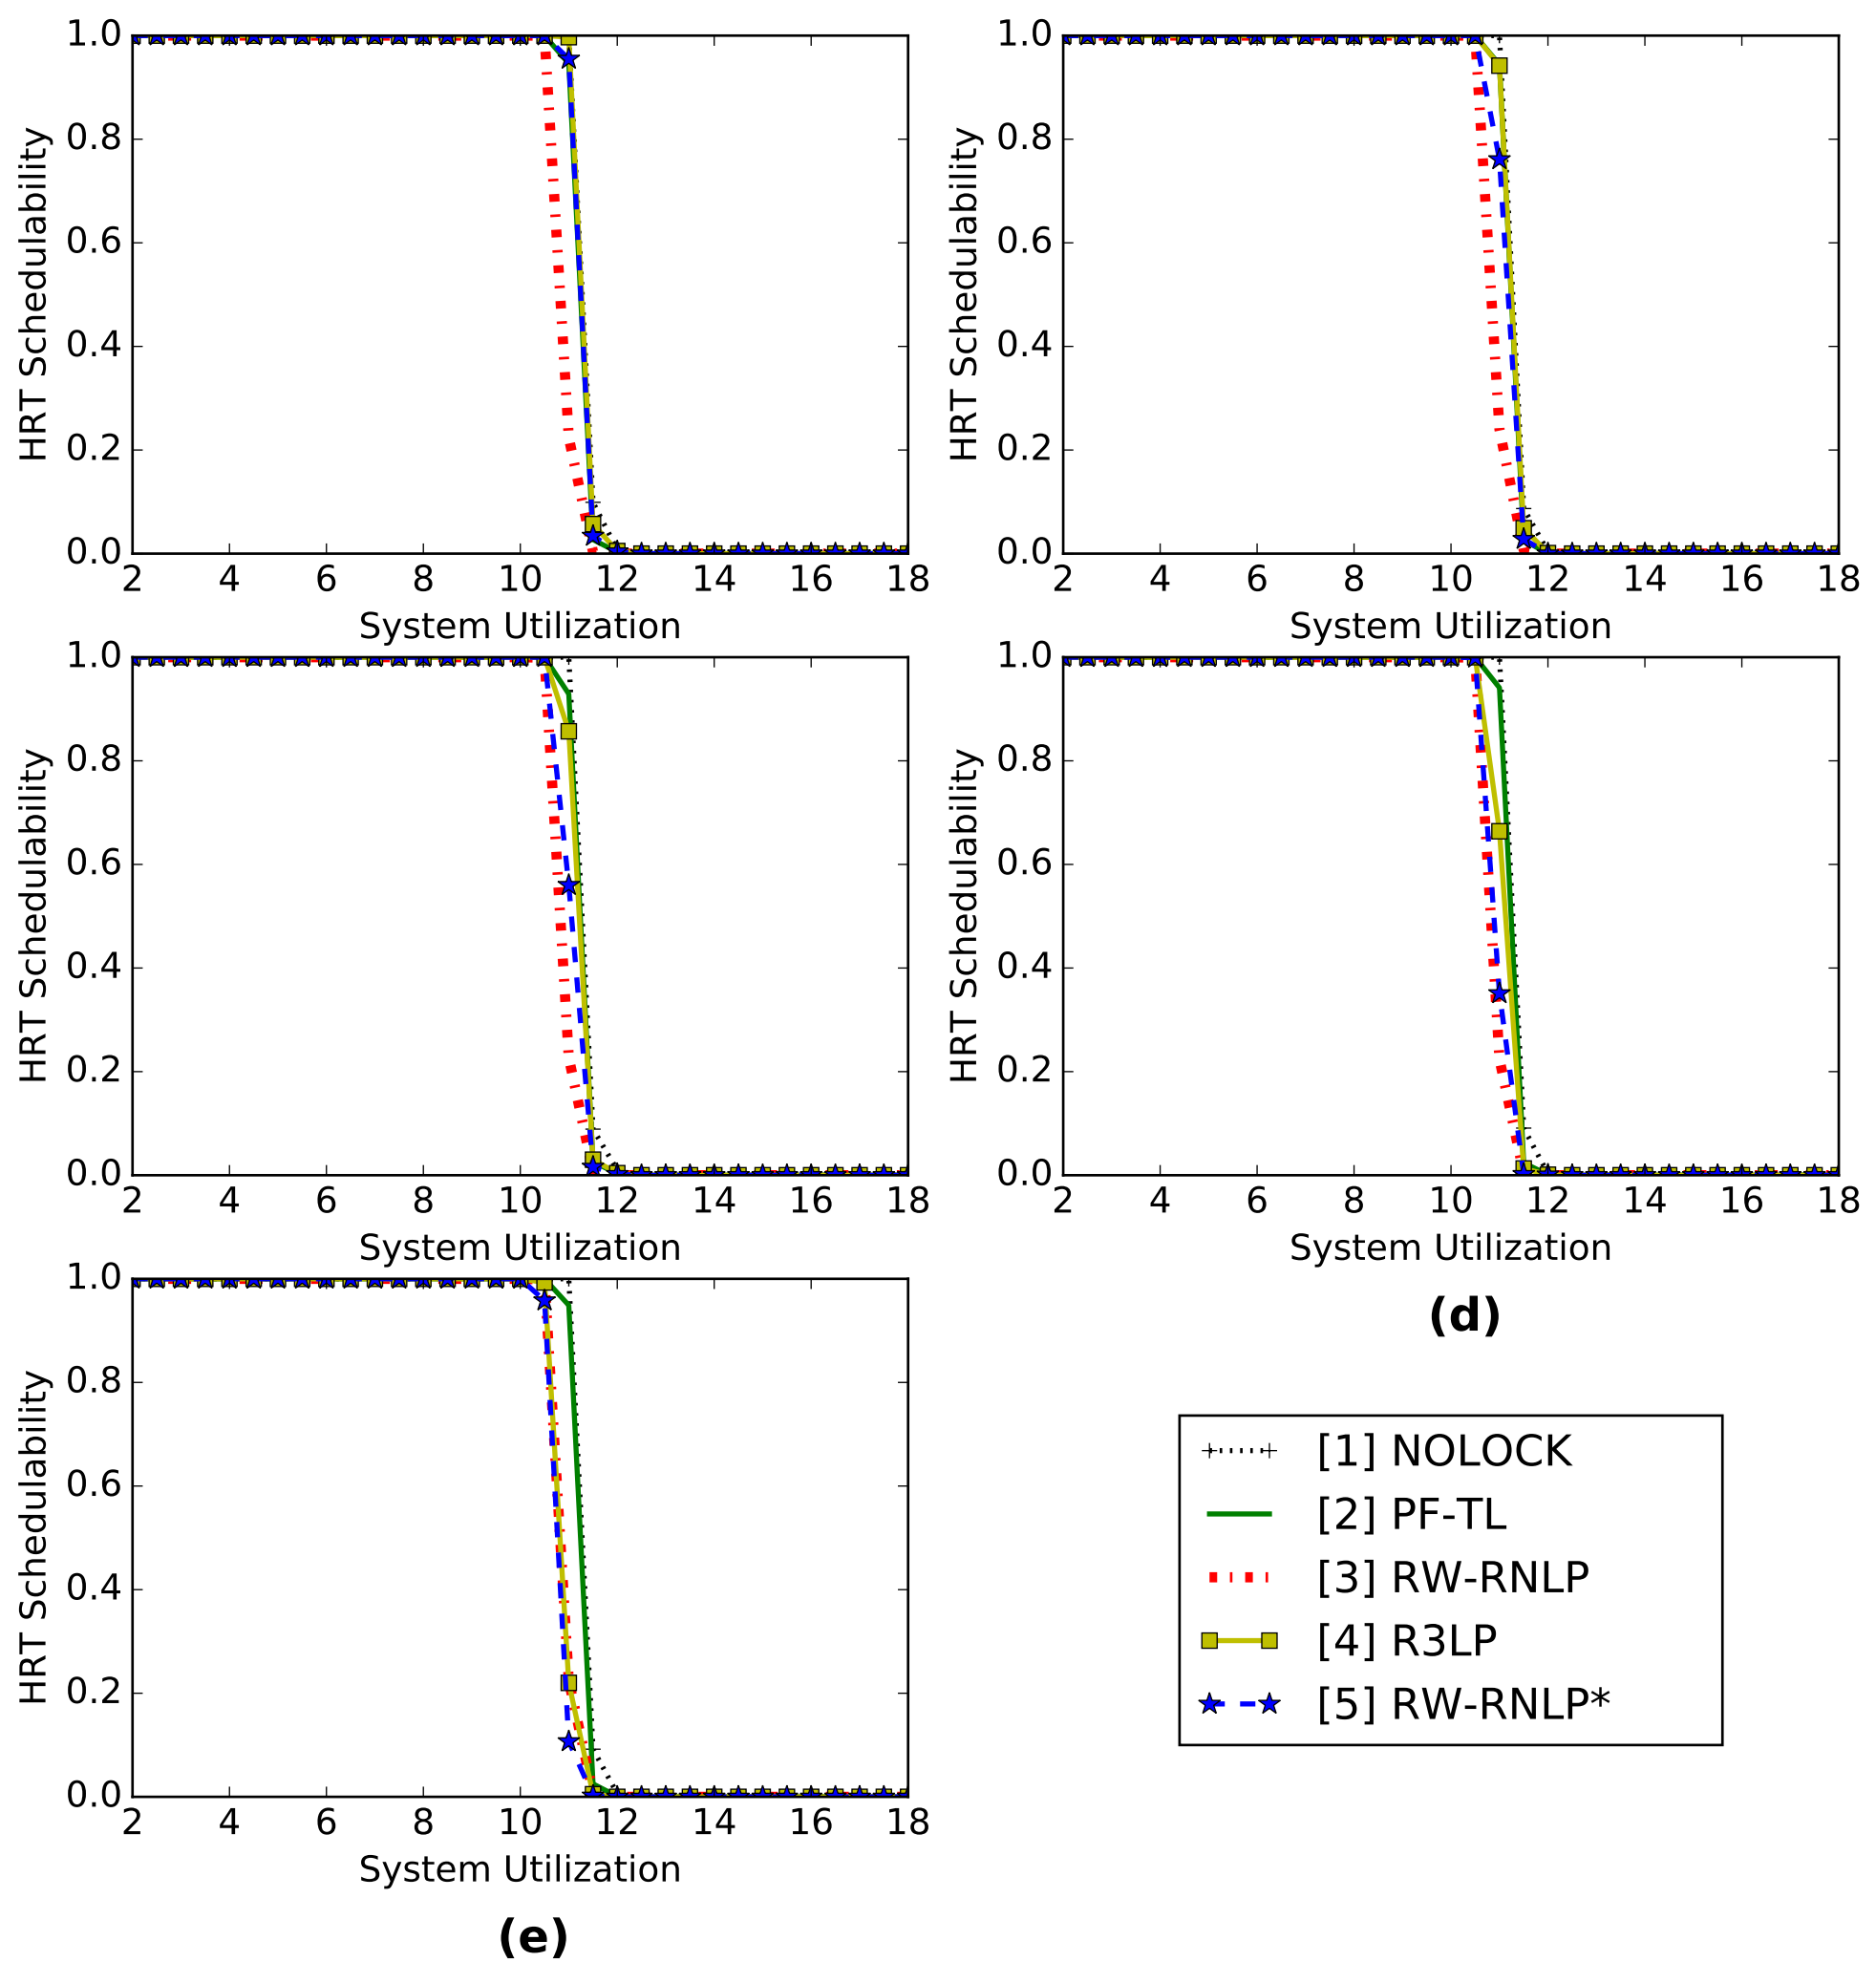 1.0
0.8
0.6
0.4
0.2
0.0
HRT Schedulability
2 4 6 8 10 12 14 16 18
System Utilization
1.0
0.8
0.6
0.4
0.2
0.0
HRT Schedulability
2 4 6 8 10 12 14 16 18
System Utilization
1.0
0.8
0.6
0.4
0.2
0.0
HRT Schedulability
2 4 6 8 10 12 14 16 18
System Utilization
1.0
0.8
0.6
0.4
0.2
0.0
HRT Schedulability
2 4 6 8 10 12 14 16 18
System Utilization
(d)
1.0
0.8
0.6
0.4
0.2
0.0
HRT Schedulability
2 4 6 8 10 12 14 16 18
System Utilization
(e)
[1] NOLOCK
[2] PF-TL
[3] RW-RNLP
[4] R3LP
[5] RW-RNLP*